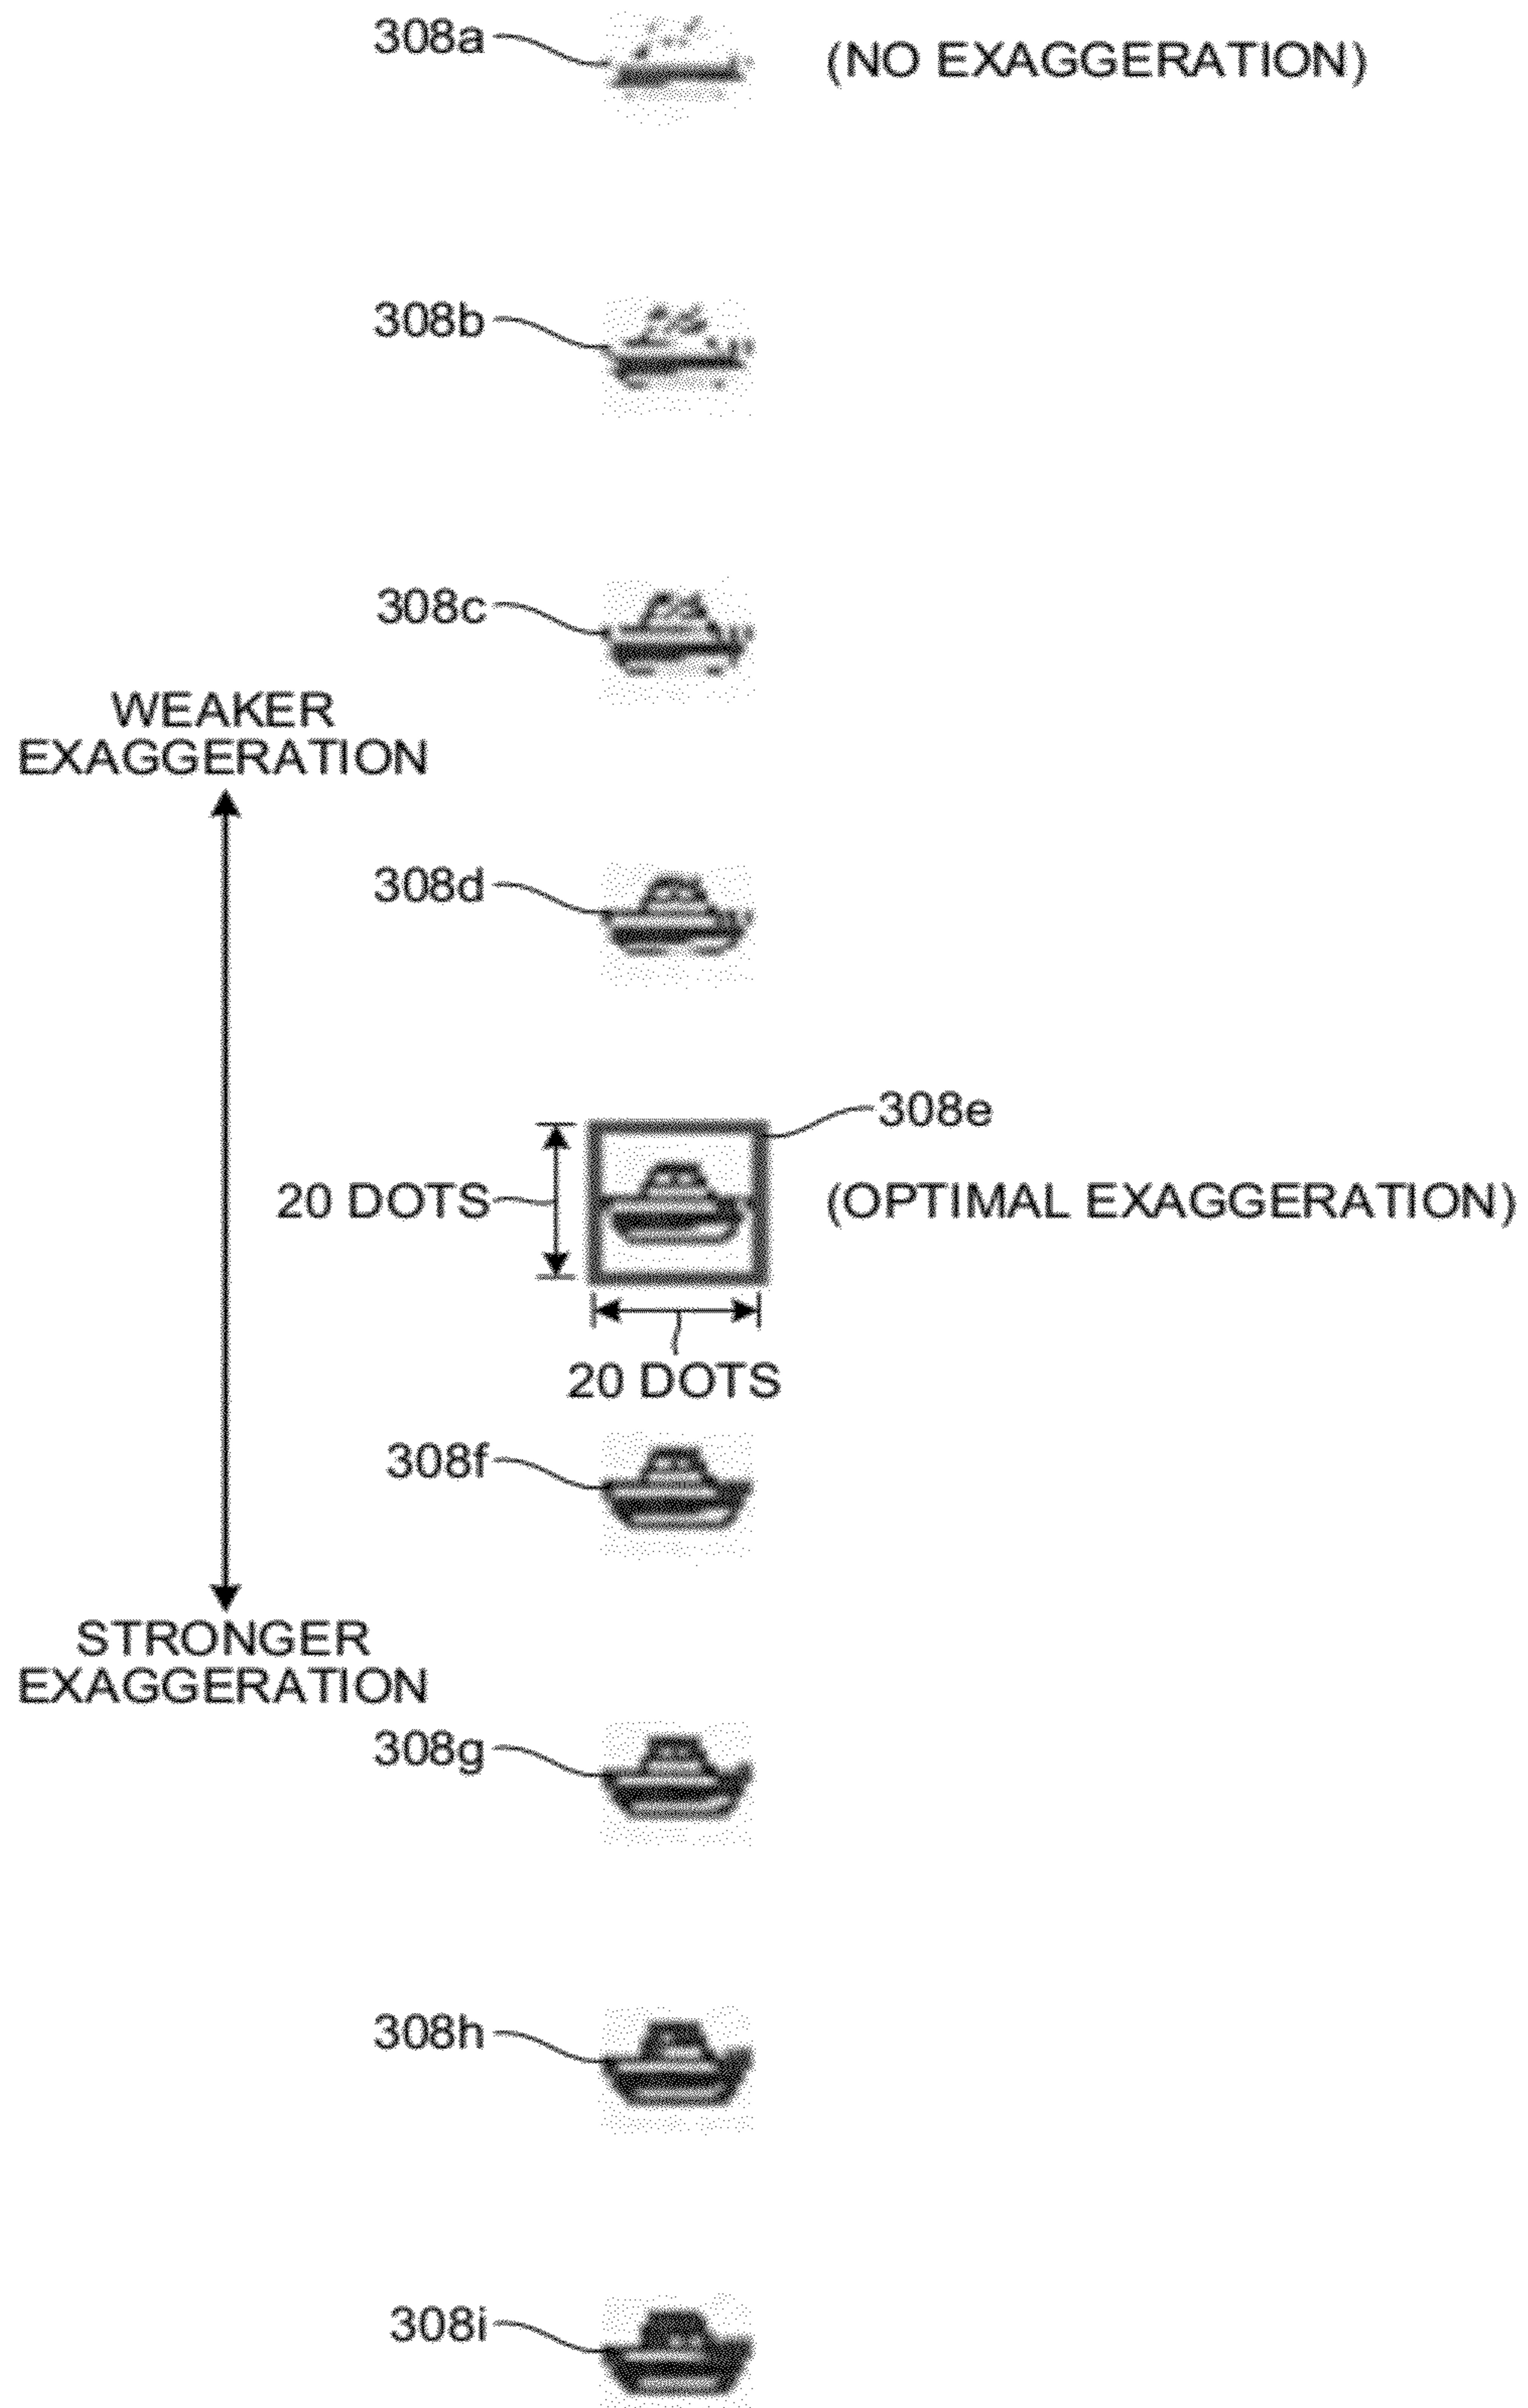 308a
(NO EXAGGERATION)
308b
308c
WEAKER
EXAGGERATION
308d
308e
20 DOTS
(OPTIMAL EXAGGERATION)
20 DOTS
308f
STRONGER
EXAGGERATION
308g
308h
308i